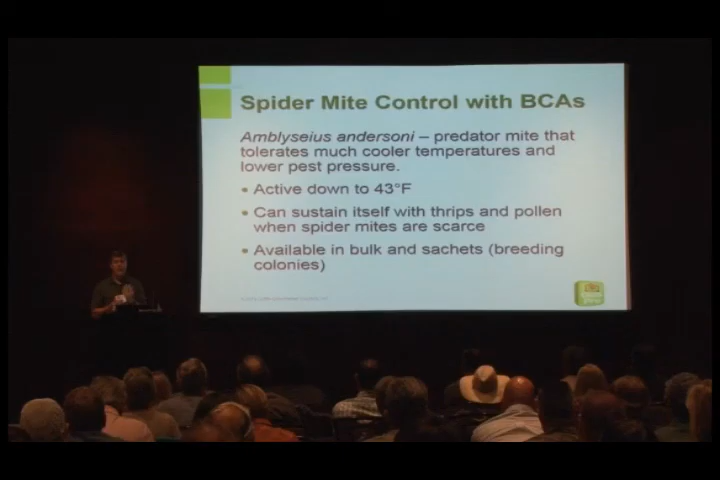 Spider Mite Control with BCAs
Amblyseius andersoni – predator mite that
tolerates much cooler temperatures and
lower pest pressure.
• Active down to 43°F
• Can sustain itself with thrips and pollen
when spider mites are scarce
• Available in bulk and sachets (breeding
colonies)